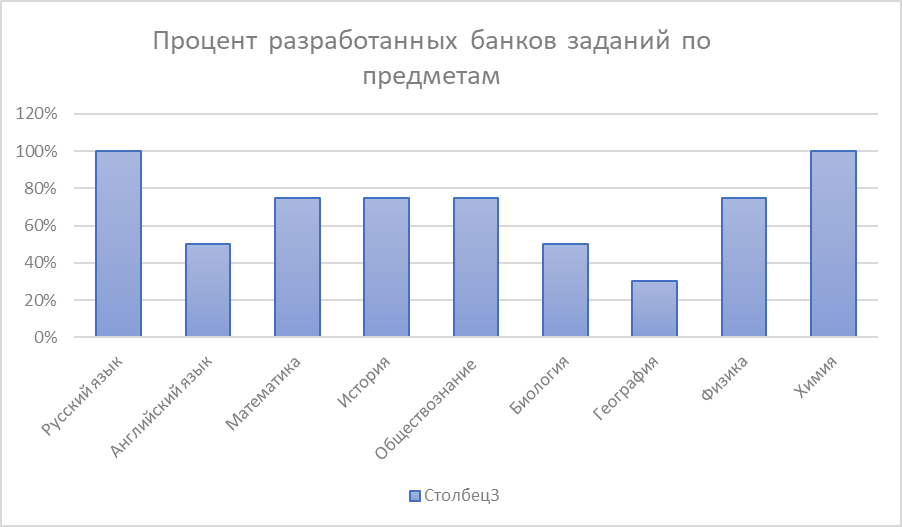 Процент разработанных банков заданий по
предметам
120%
100%
80%
60%
40%
20%
0%
Русский язык
Английский язык
Математика
История
Обществознание
Биология
География
Физика
Химия
Столбец3